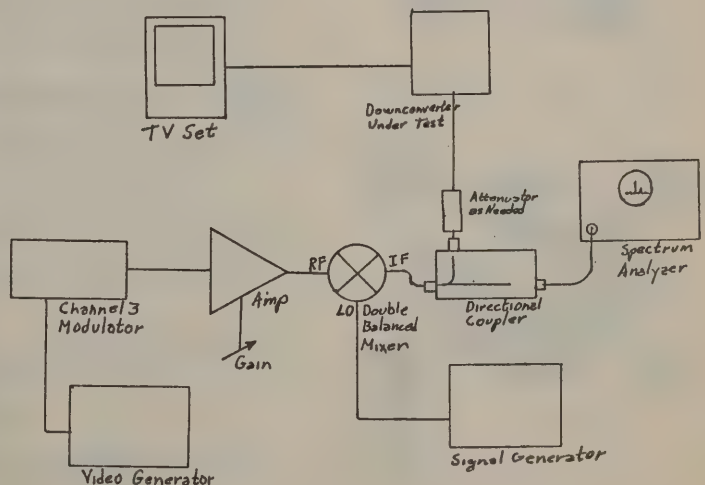 TV Set
Downconverter
Under Test
Attenuator
as Needed
Spectrum
Analyzer
RF
IF
Amp
LO
Double
Balanced
Mixer
Directional
Coupler
Channel 3
Modulator
Gain
Video Generator
Signal Generator